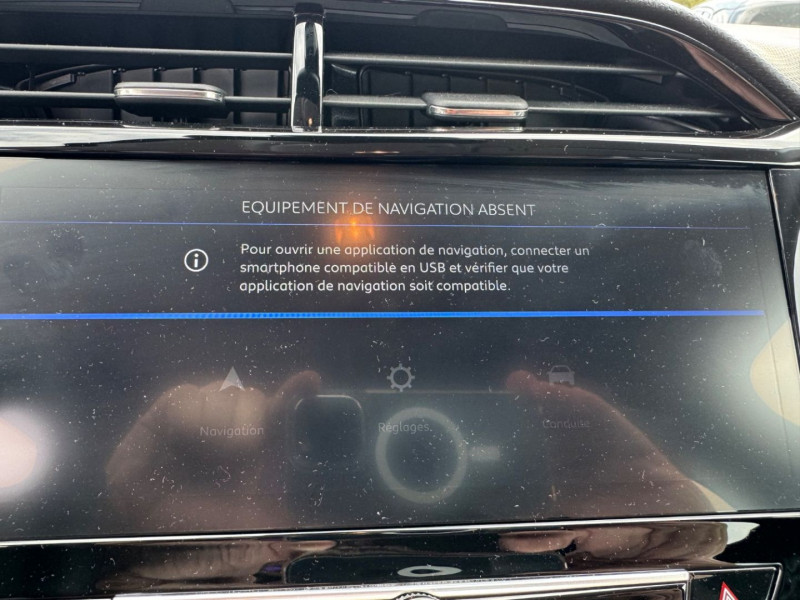 EQUIPEMENT DE NAVIGATION ABSENT
Pour ouvrir une application de navigation, connecter un
smartphone compatible en USB et vérifier que votre
application de navigation soit compatible.
Navigation
Réglages
Conduite